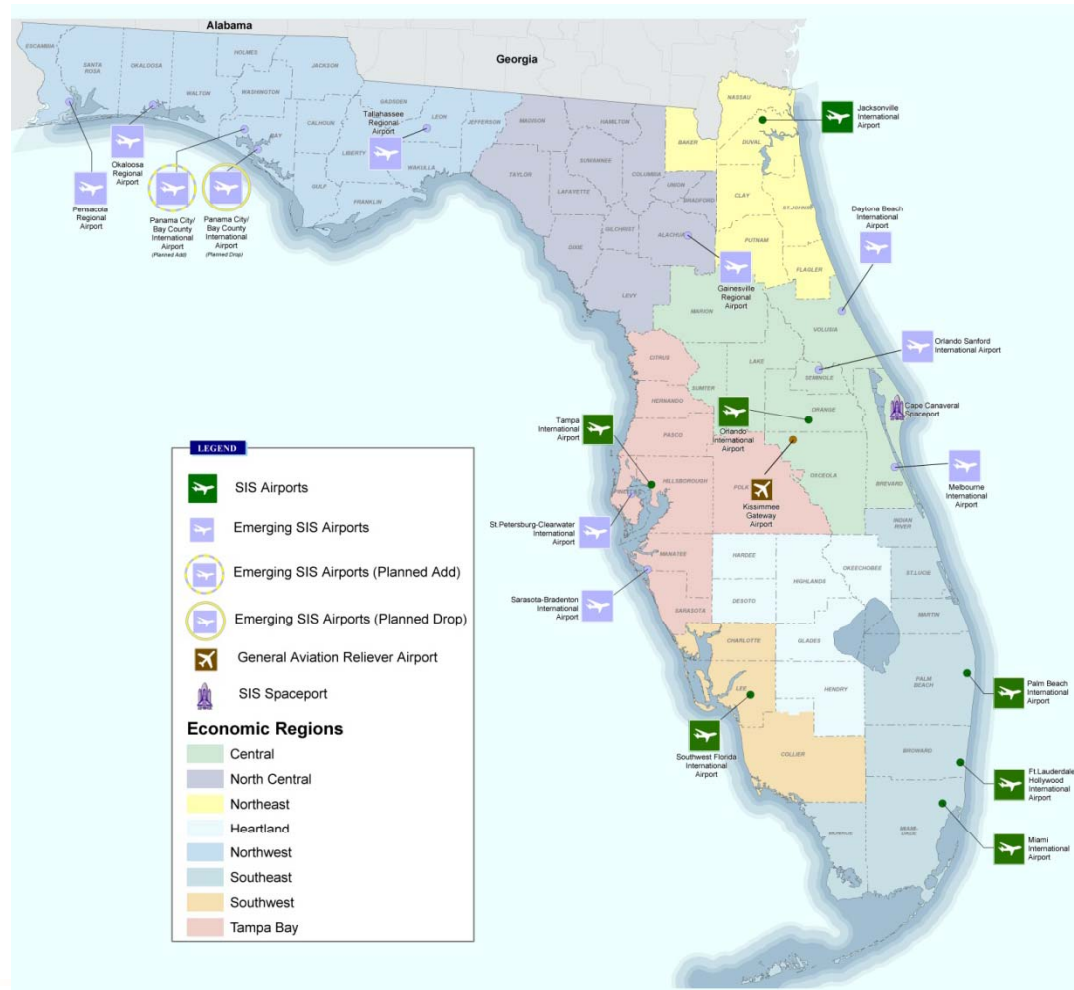 Alabama
Georgia
ESCAMBIA
SANTA
ROSA
OKALOOSA
WALTON
HOLMES
WASHINGTON
JACKSON
BAY
CALHOUN
GULF
GADSDEN
LIBERTY
LEON
WAKULLA
FRANKLIN
JEFFERSON
MADISON
TAYLOR
HAMILTON
SUWANNEE
LAFAYETTE
DIXIE
COLUMBIA
GILCHRIST
LEVY
UNION
BRADFORD
ALACHUA
BAKER
NASSAU
DUVAL
CLAY
PUTNAM
FLAGLER
Pensacola
Regional
Airport
Okaloosa
Regional
Airport
Panama City/
Bay County
International
Airport
(Planned Add)
Panama City/
Bay County
International
Airport
(Planned Drop)
Tallahassee
Regional
Airport
Jacksonville
International
Airport
Daytona Beach
International
Airport
Gainesville
Regional
Airport
MARION
VOLUSIA
LAKE
SEMINOLE
SUMTER
ORANGE
OSCEOLA
BREVARD
Orlando Sanford
International Airport
Cape Canaveral
Spaceport
Orlando
International
Airport
Melbourne
International
Airport
Kissimmee
Gateway
Airport
CITRUS
HERNANDO
PASCO
HILLSBOROUGH
POLK
MANATEE
SARASOTA
Tampa
International
Airport
St.Petersburg-Clearwater
International
Airport
Sarasota-Bradenton
International
Airport
HARDEE
DESOTO
HIGHLANDS
OKEECHOBEE
GLADES
HENDRY
INDIAN
RIVER
ST.LUCIE
MARTIN
PALM
BEACH
BROWARD
MIAMI-
CHARLOTTE
LEE
COLLIER
Southwest Florida
International
Airport
Palm Beach
International
Airport
Ft.Lauderdale
Hollywood
International
Airport
Miami
International
Airport
LEGEND
SIS Airports
Emerging SIS Airports
Emerging SIS Airports (Planned Add)
Emerging SIS Airports (Planned Drop)
General Aviation Reliever Airport
SIS Spaceport
Economic Regions
Central
North Central
Northeast
Heartland
Northwest
Southeast
Southwest
Tampa Bay